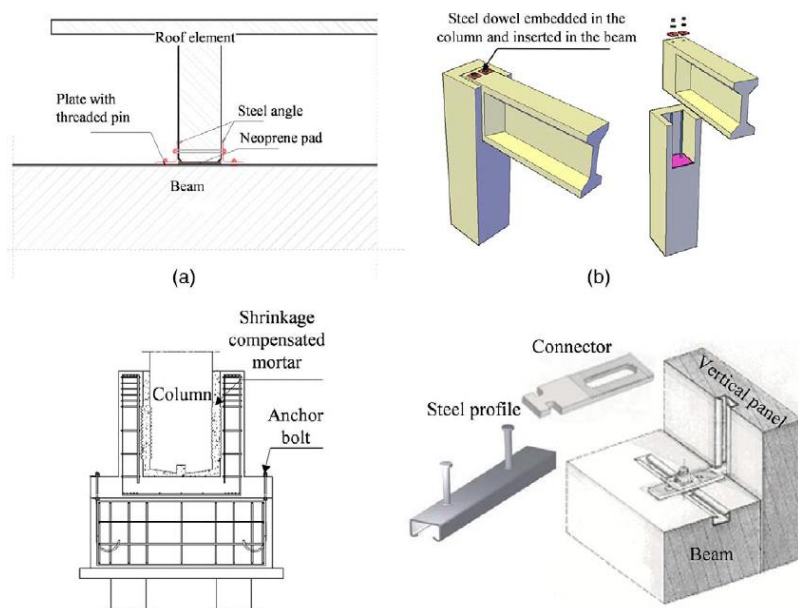 Roof element
Plate with
threaded pin
Steel angle
Neoprene pad
Beam
(a)
Steel dowel embedded in the
column and inserted in the beam
(b)
Shrinkage
compensated
mortar
Column
Anchor
bolt
Connector
Steel profile
Vertical panel
Beam